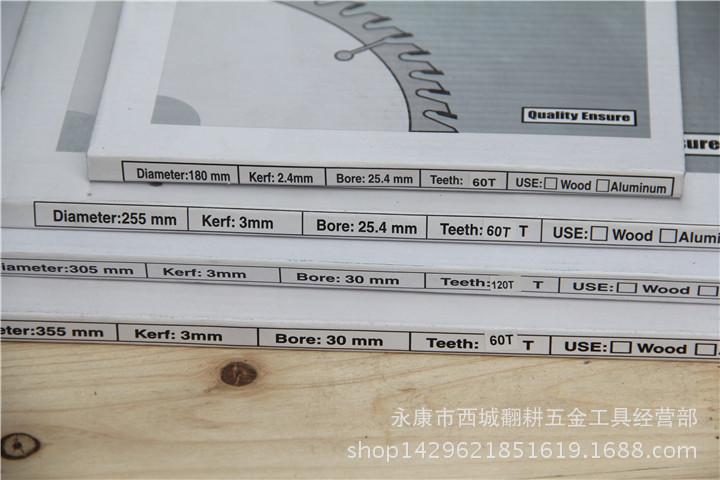 Quality Ensure
ure
Diameter:180 mm Kerf: 2.4mm Bore: 25.4 mm Teeth: 60T USE: Wood Aluminum
Diameter:255 mm Kerf: 3mm Bore: 25.4 mm Teeth: 60T T USE: Wood Alumi
iameter:305 mm Kerf: 3mm Bore: 30 mm Teeth: 120T T USE: Wood
eter:355 mm Kerf: 3mm Bore: 30 mm Teeth: 60T T USE: Wood
永康市西城翻耕五金工具经营部
shop1429621851619.1688.com